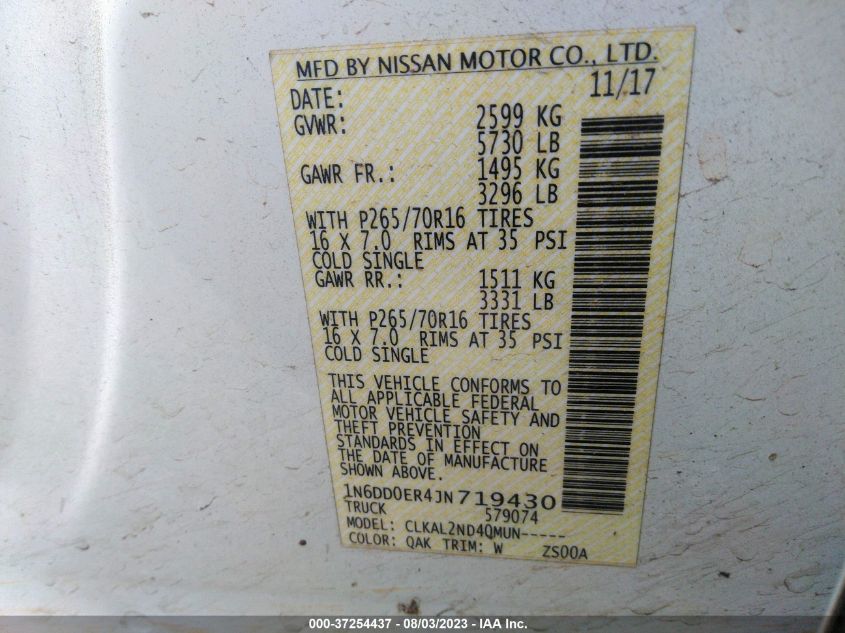 MFD BY NISSAN MOTOR CO., LTD.
DATE: 11/17
GVWR: 2599 KG
5730 LB
GAWR FR.: 1495 KG
3296 LB
WITH P265/70R16 TIRES
16 X 7.0 RIMS AT 35 PSI
COLD SINGLE
GAWR RR.: 1511 KG
3331 LB
WITH P265/70R16 TIRES
16 X 7.0 RIMS AT 35 PSI
COLD SINGLE
THIS VEHICLE CONFORMS TO
ALL APPLICABLE FEDERAL
MOTOR VEHICLE SAFETY AND
THEFT PREVENTION
STANDARDS IN EFFECT ON
THE DATE OF MANUFACTURE
SHOWN ABOVE.
1N6DD0ER4JN719430
TRUCK 579074
MODEL: CLKAL2ND4QMUN-----
COLOR: QAK TRIM: W ZS00A
000-37254437 - 08/03/2023 - IAA Inc.